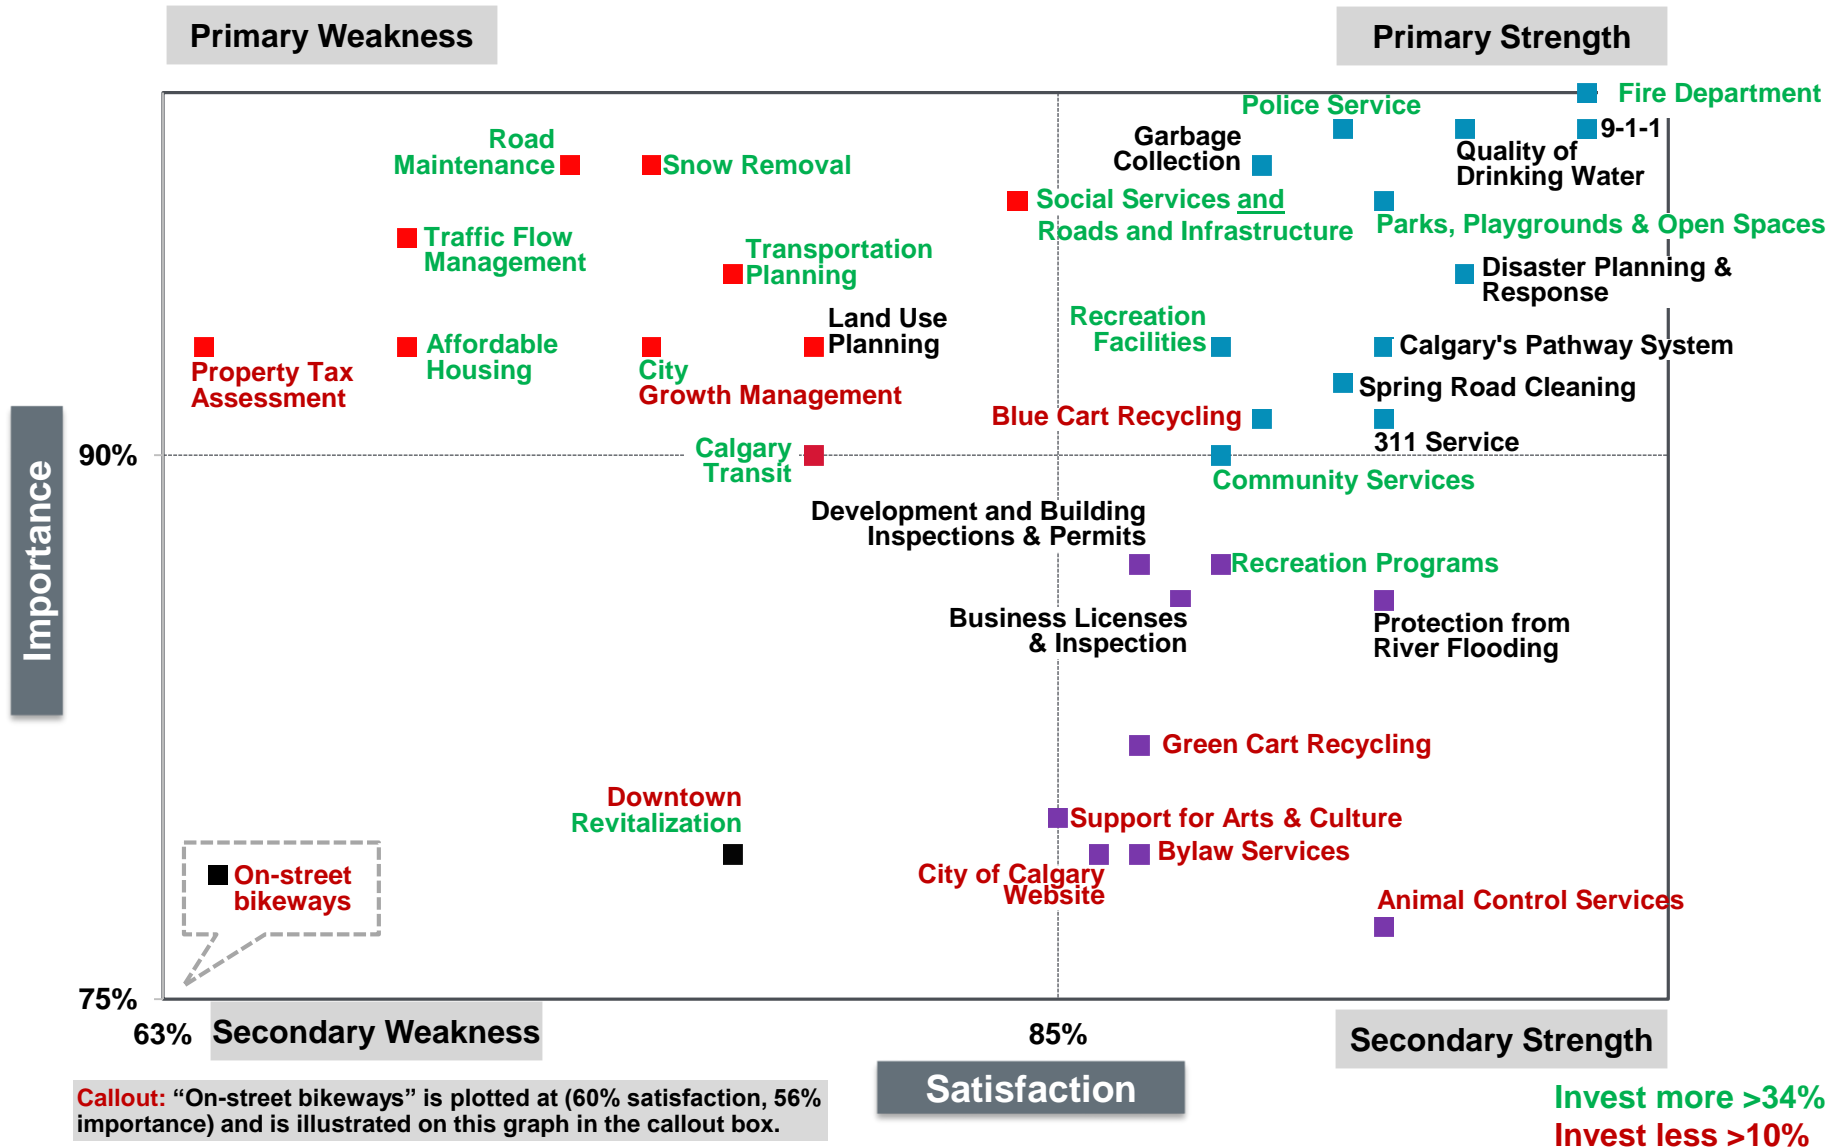 Primary Weakness
Primary Strength
Fire Department
Police Service
9-1-1
Garbage
Collection
Quality of
Drinking Water
Road
Maintenance
Snow Removal
Social Services and
Roads and Infrastructure
Parks, Playgrounds & Open Spaces
Traffic Flow
Management
Transportation
Planning
Disaster Planning &
Response
Land Use
Planning
Recreation
Facilities
Calgary's Pathway System
Affordable
Housing
Property Tax
Assessment
City
Growth Management
Spring Road Cleaning
Blue Cart Recycling
311 Service
90%
Calgary
Transit
Community Services
Importance
Development and Building
Inspections & Permits
Recreation Programs
Business Licenses
& Inspection
Protection from
River Flooding
Green Cart Recycling
Downtown
Revitalization
Support for Arts & Culture
Bylaw Services
City of Calgary
Website
On-street
bikeways
Animal Control Services
75%
63%
Secondary Weakness
85%
Secondary Strength
Satisfaction
Callout: “On-street bikeways” is plotted at (60% satisfaction, 56%
importance) and is illustrated on this graph in the callout box.
Invest more >34%
Invest less >10%